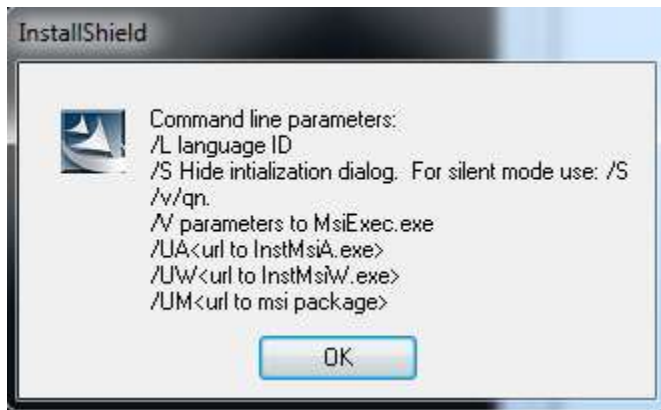 InstallShield
Command line parameters:
/L language ID
/S Hide intialization dialog.  For silent mode use: /S
/v/qn.
/V parameters to MsiExec.exe
/UA<url to InstMsiA.exe>
/UW<url to InstMsiW.exe>
/UM<url to msi package>
OK